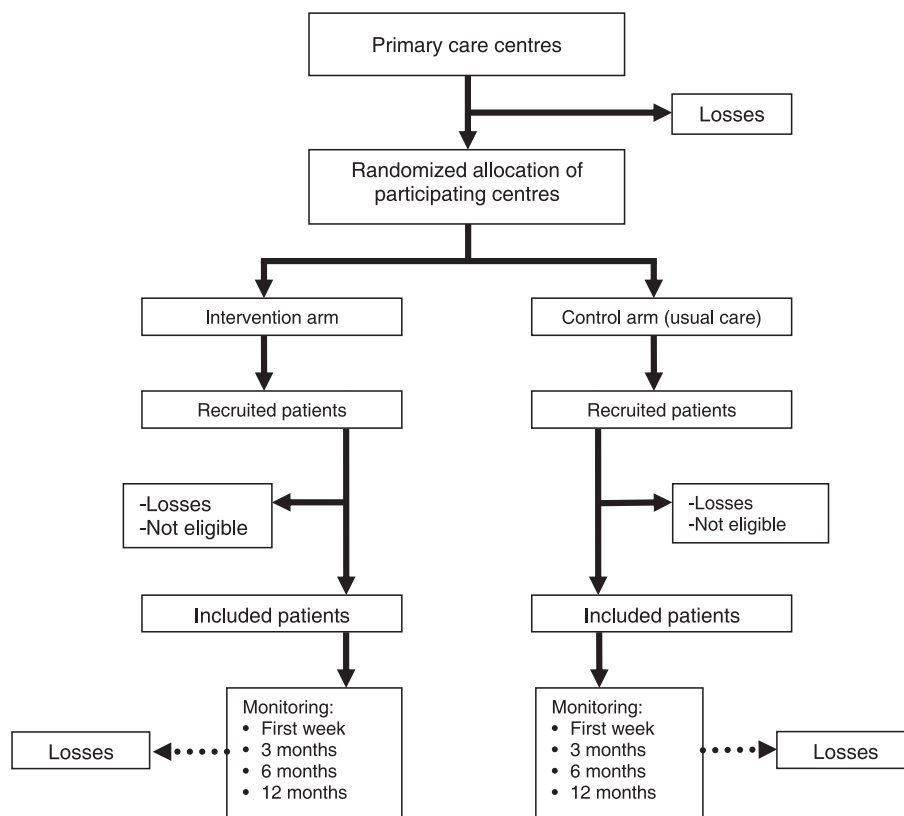 Primary care centres
Losses
Randomized allocation of
participating centres
Intervention arm
Control arm (usual care)
Recruited patients
Recruited patients
-Losses
-Not eligible
-Losses
-Not eligible
Included patients
Included patients
Monitoring:
• First week
• 3 months
• 6 months
• 12 months
Losses
Monitoring:
• First week
• 3 months
• 6 months
• 12 months
Losses